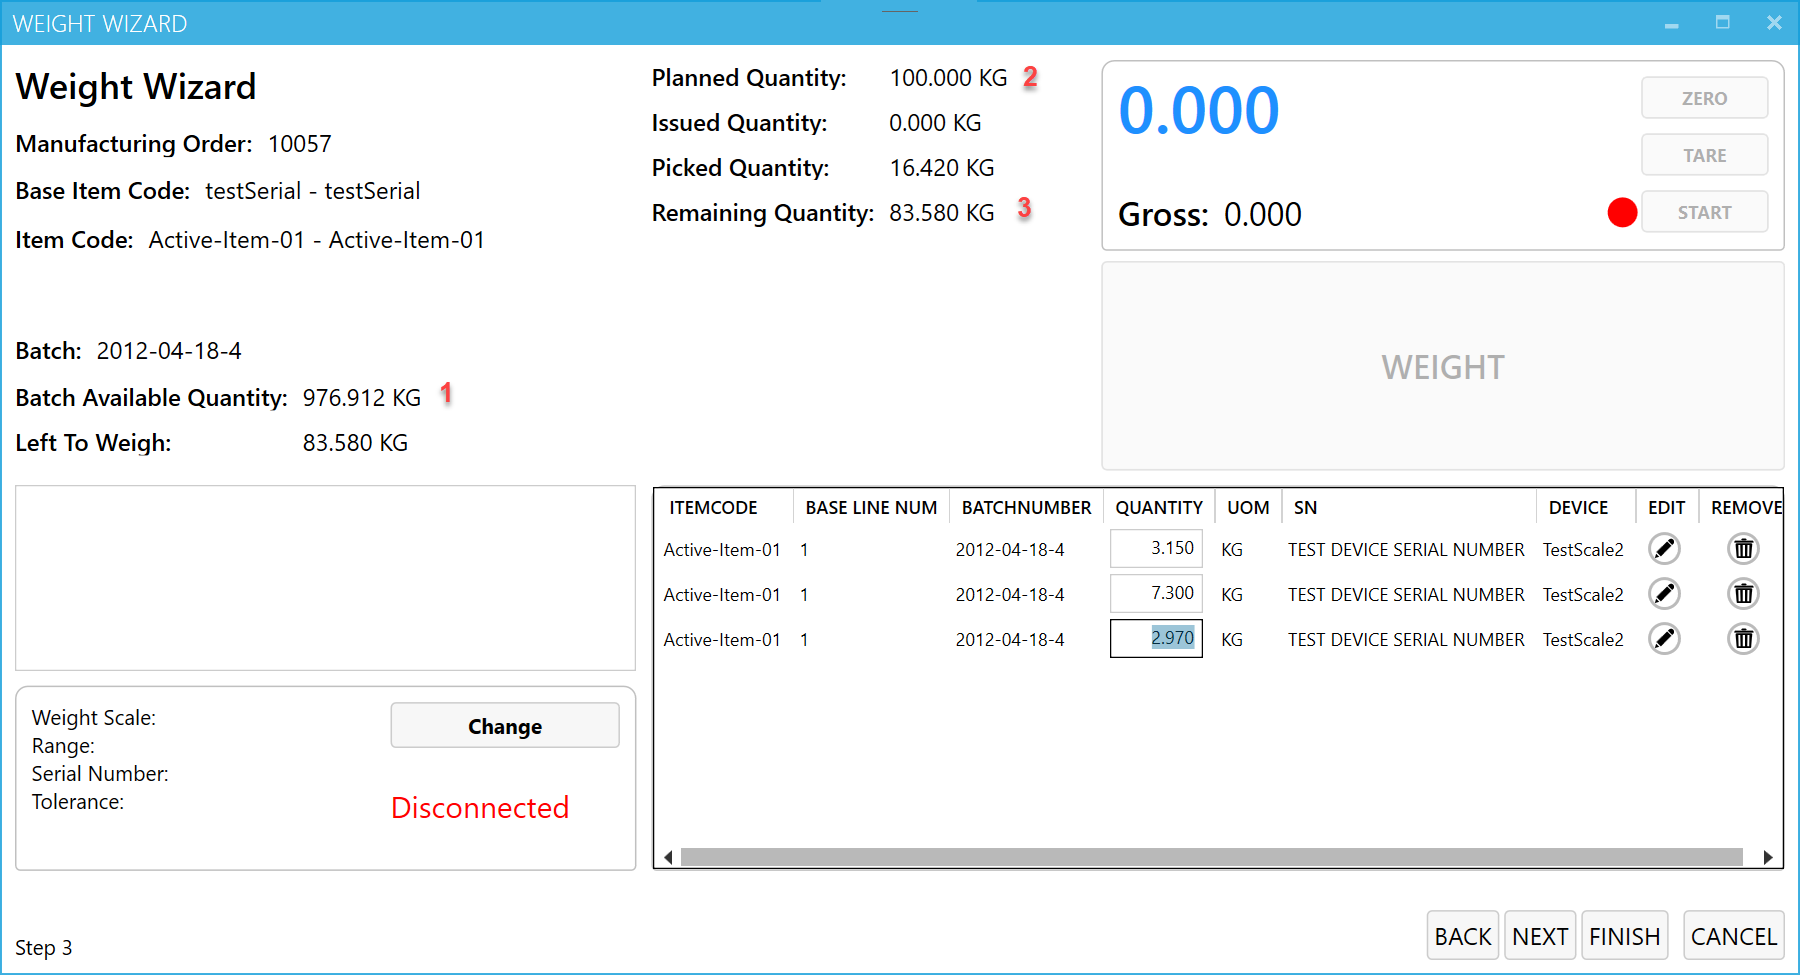 WEIGHT WIZARD
Weight Wizard
Manufacturing Order: 10057
Base Item Code: testSerial - testSerial
Item Code: Active-Item-01 - Active-Item-01
Batch: 2012-04-18-4
Batch Available Quantity: 976.912 KG 1
Left To Weigh: 83.580 KG
Planned Quantity: 100.000 KG 2
Issued Quantity: 0.000 KG
Picked Quantity: 16.420 KG
Remaining Quantity: 83.580 KG 3
0.000
Gross: 0.000
ZERO
TARE
START
WEIGHT
ITEMCODE BASE LINE NUM BATCHNUMBER QUANTITY UOM SN DEVICE EDIT REMOVE
Active-Item-01 1 2012-04-18-4 3.150 KG TEST DEVICE SERIAL NUMBER TestScale2
Active-Item-01 1 2012-04-18-4 7.300 KG TEST DEVICE SERIAL NUMBER TestScale2
Active-Item-01 1 2012-04-18-4 2.970 KG TEST DEVICE SERIAL NUMBER TestScale2
Weight Scale:
Range:
Serial Number:
Tolerance:
Change
Disconnected
Step 3
BACK NEXT FINISH CANCEL